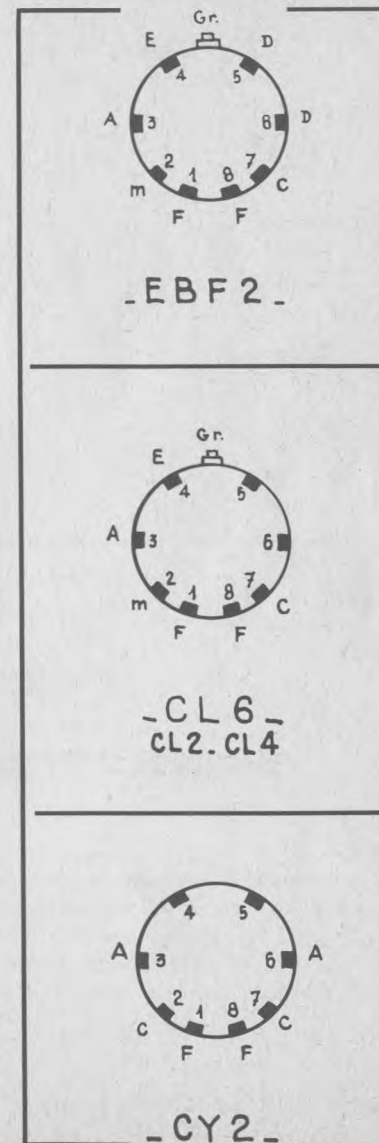 Gr.
E D
4 5
A 3 6 D
m 2 1 8 7 C
F F
_EBF2_
Gr.
E
4 5
A 3 6
m 2 1 8 7 C
F F
_CL6_
CL2.CL4
4 5
A 3 6 A
C 2 1 8 7 C
F F
_CY2_